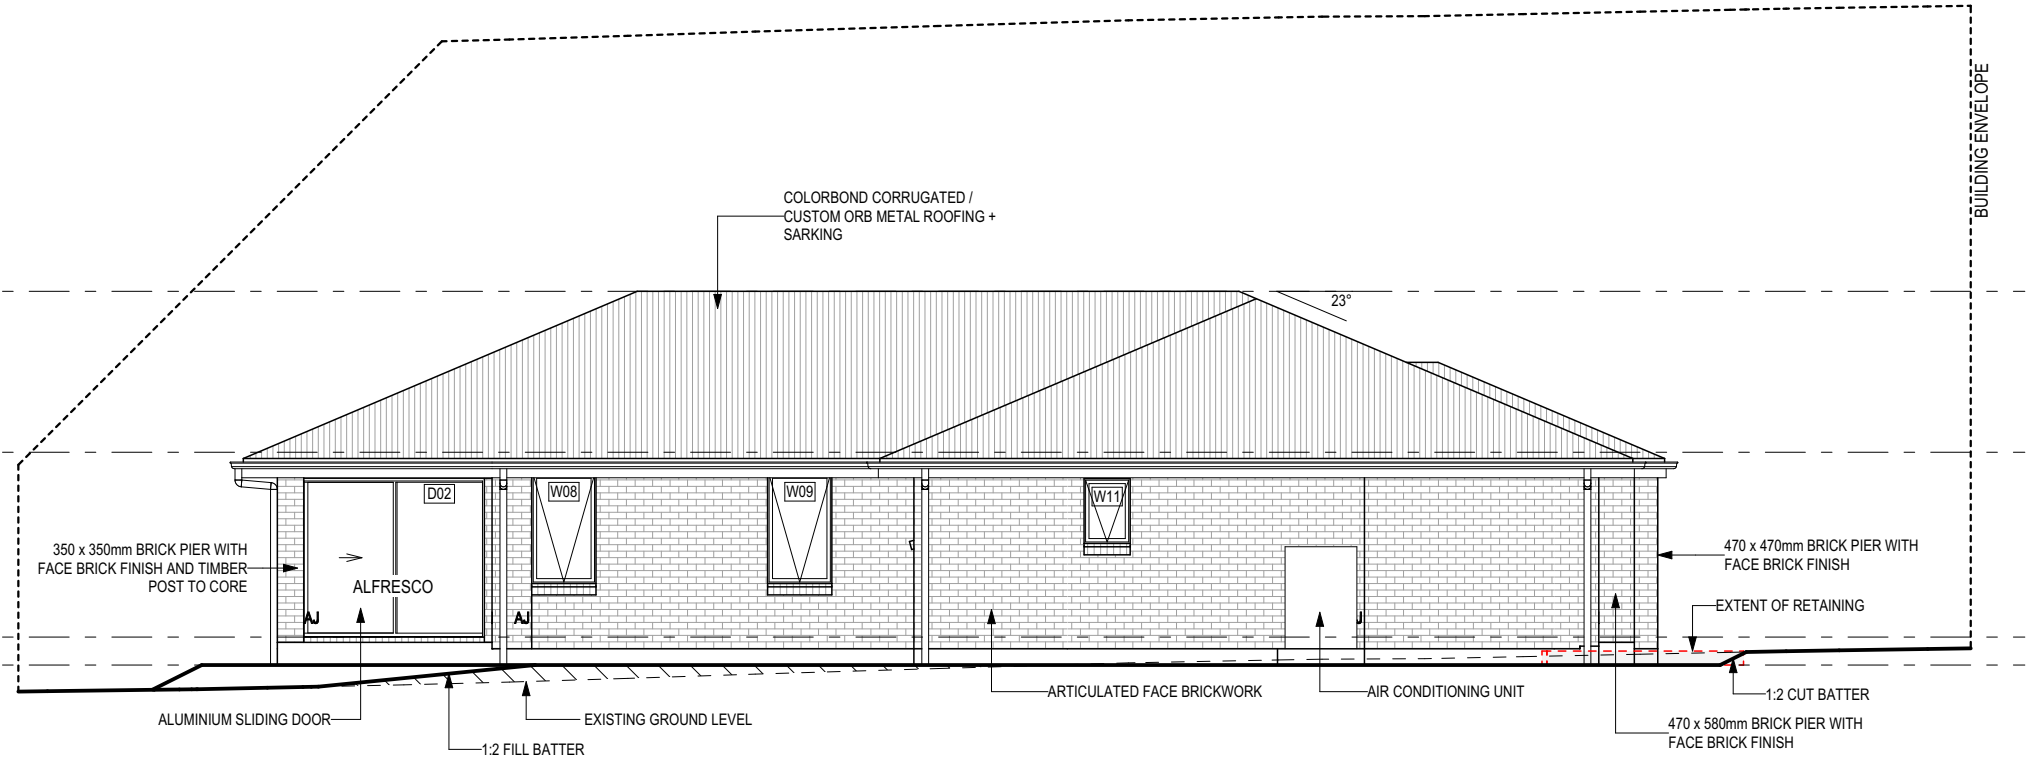 BUILDING ENVELOPE
COLORBOND CORRUGATED /
CUSTOM ORB METAL ROOFING +
SARKING
23°
D02
W08
W09
W11
350 x 350mm BRICK PIER WITH
FACE BRICK FINISH AND TIMBER
POST TO CORE
ALFRESCO
AJ
AJ
J
470 x 470mm BRICK PIER WITH
FACE BRICK FINISH
EXTENT OF RETAINING
ARTICULATED FACE BRICKWORK
AIR CONDITIONING UNIT
1:2 CUT BATTER
ALUMINIUM SLIDING DOOR
EXISTING GROUND LEVEL
1:2 FILL BATTER
470 x 580mm BRICK PIER WITH
FACE BRICK FINISH